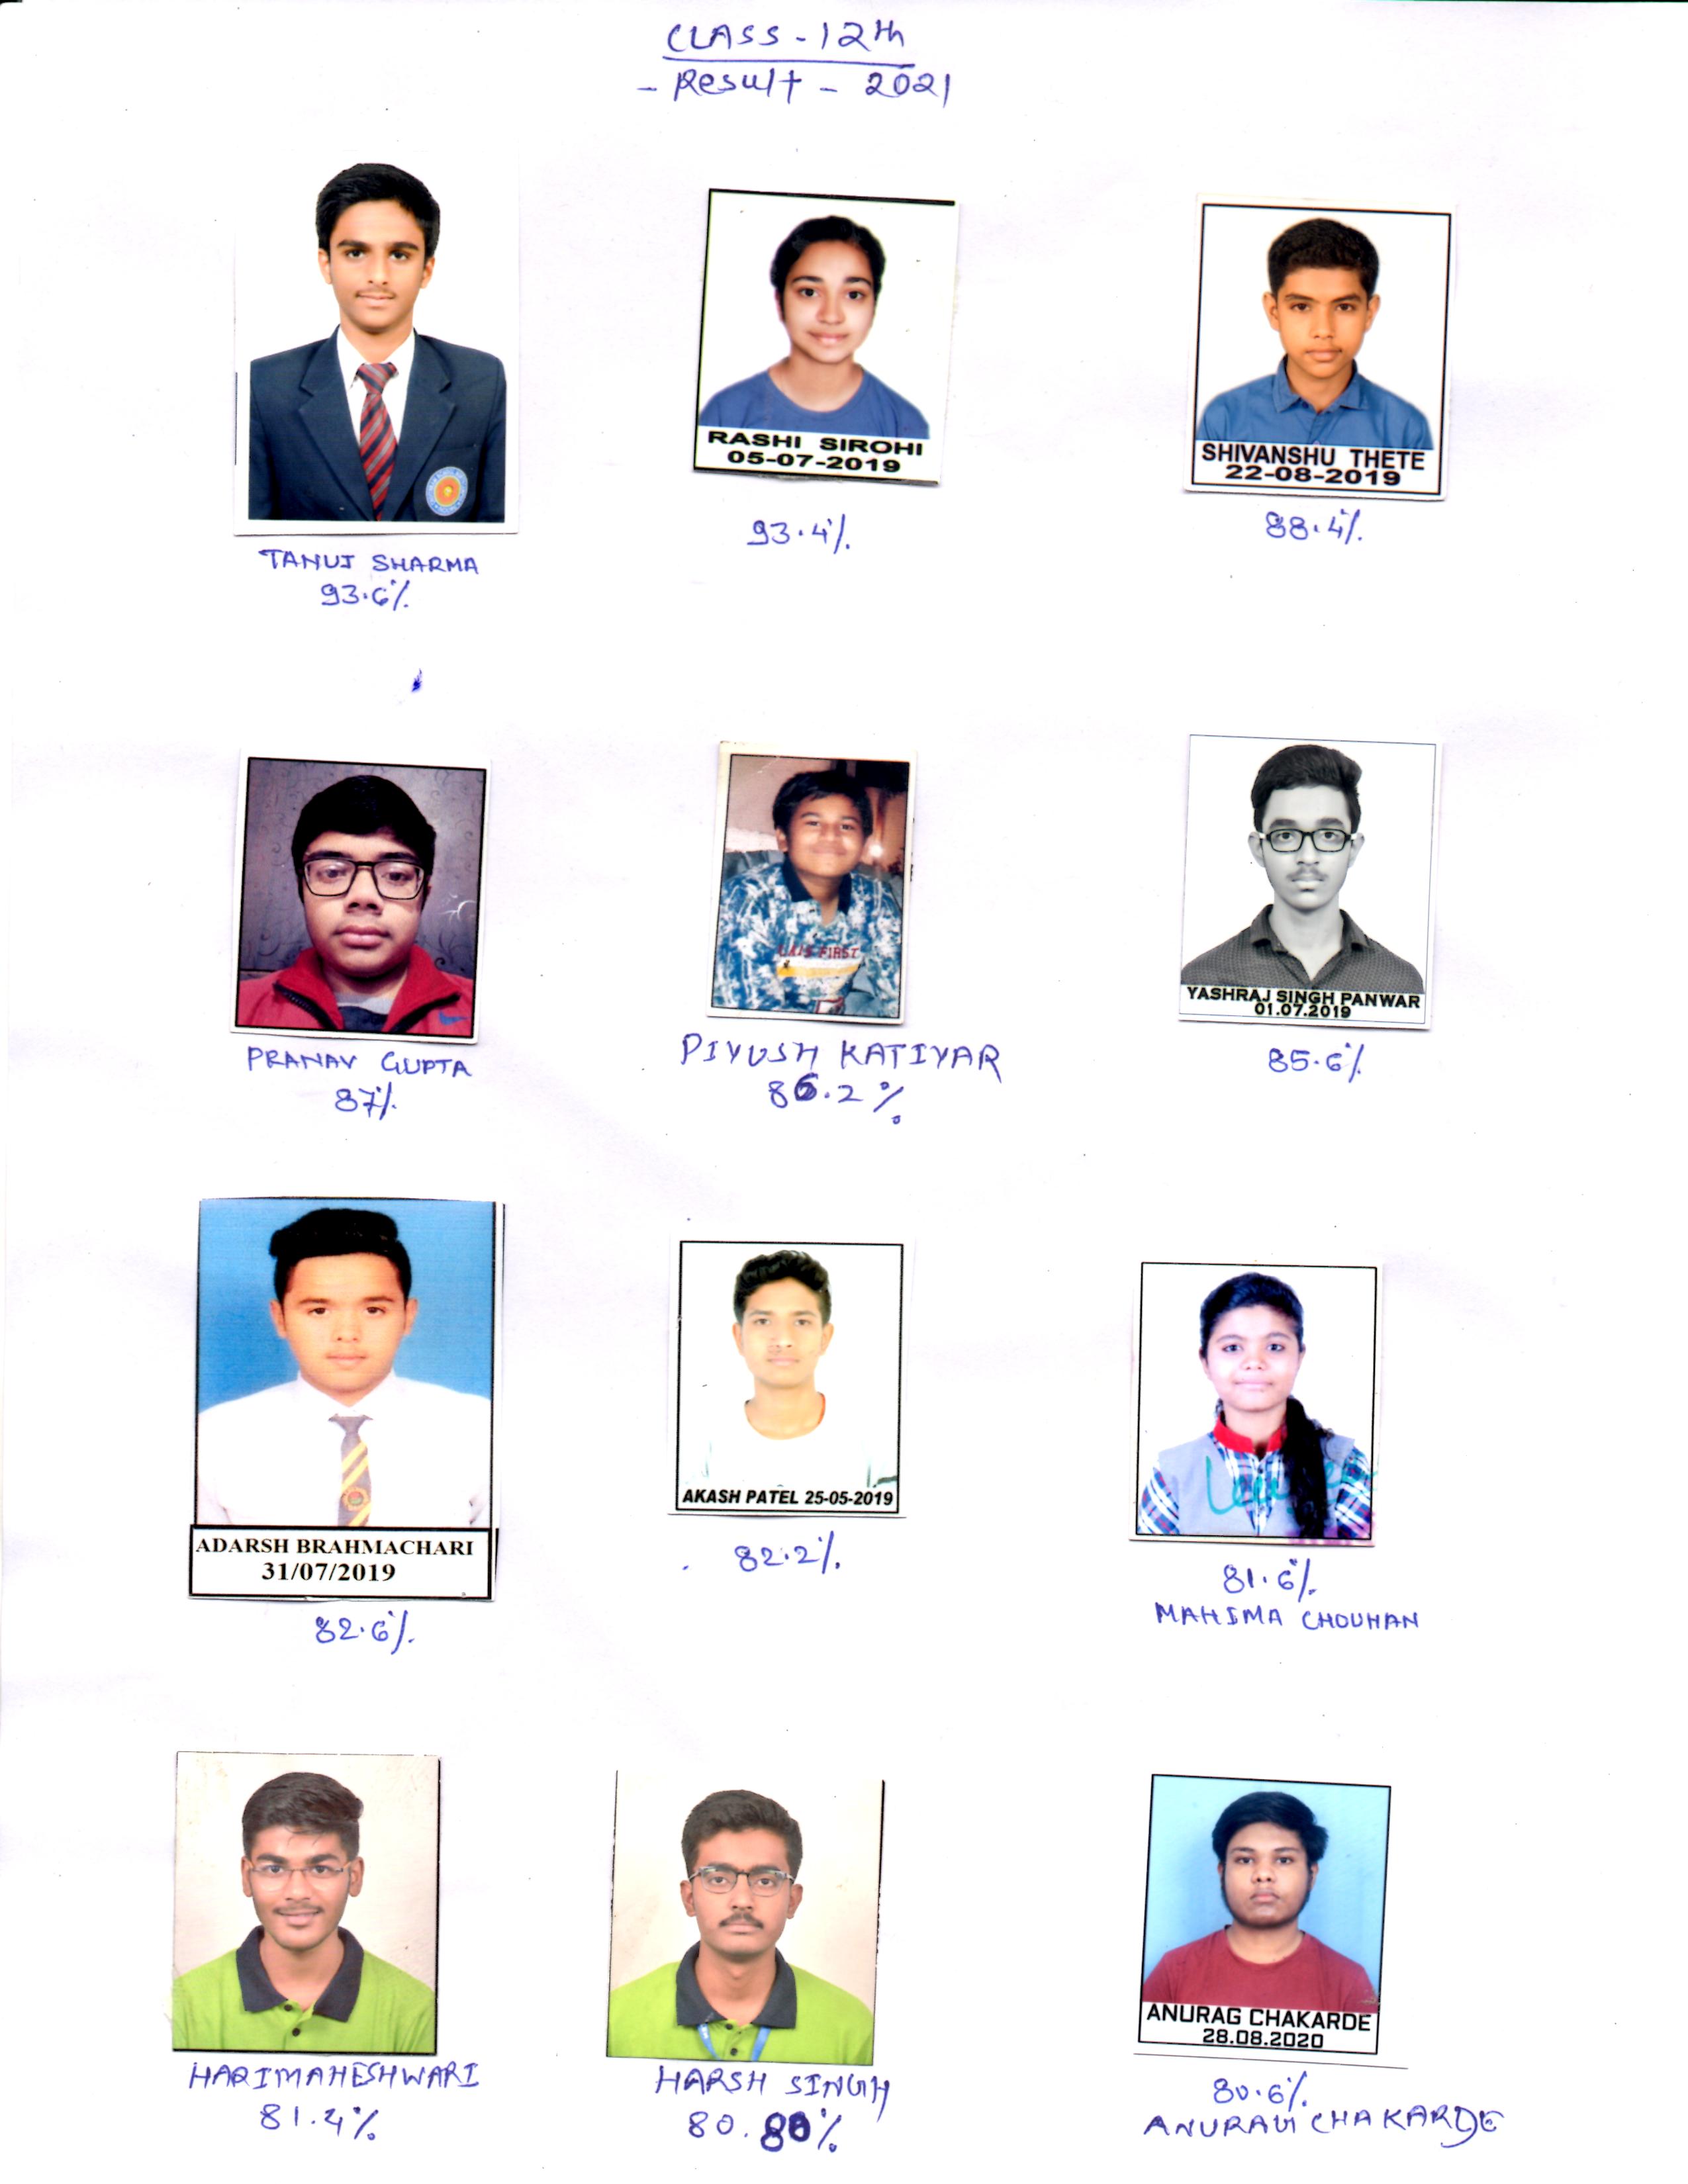 CLASS - 12th
- Result - 2021
TANUJ SHARMA
93.6%
RASHI SIROHI
05-07-2019
93.4%
SHIVANSHU THETE
22-08-2019
88.4%
PRANAV GUPTA
87%
FIRST
PIYUSH KATIYAR
86.2%
YASHRAJ SINGH PANWAR
01.07.2019
85.6%
ADARSH BRAHMACHARI
31/07/2019
82.6%
AKASH PATEL 25-05-2019
82.2%
81.6%
MAHIMA CHOUHAN
HARIMAHESHWARI
81.4%
HARSH SINGH
80.80%
ANURAG CHAKARDE
28.08.2020
80.6%
ANURAG CHAKARDE